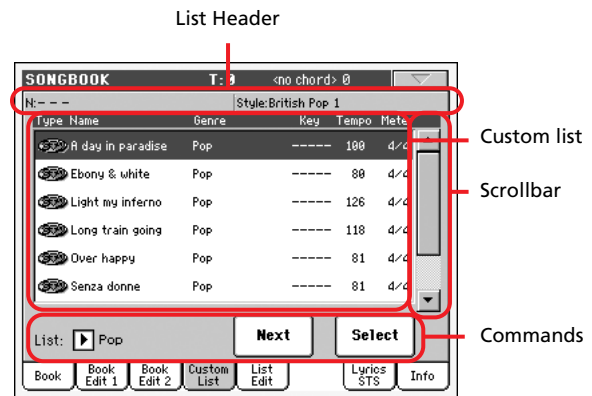 List Header
SONGBOOK T:0 <no chord> 0
N:– – – Style:British Pop 1
Type Name Genre Key Tempo Meter
A day in paradise Pop ----- 100 4/4
Ebony & white Pop ----- 80 4/4
Light my inferno Pop ----- 126 4/4
Long train going Pop ----- 118 4/4
Over happy Pop ----- 81 4/4
Senza donne Pop ----- 81 4/4
Custom list
Scrollbar
List: Pop Next Select
Commands
Book Book Edit 1 Book Edit 2 Custom List List Edit Lyrics STS Info